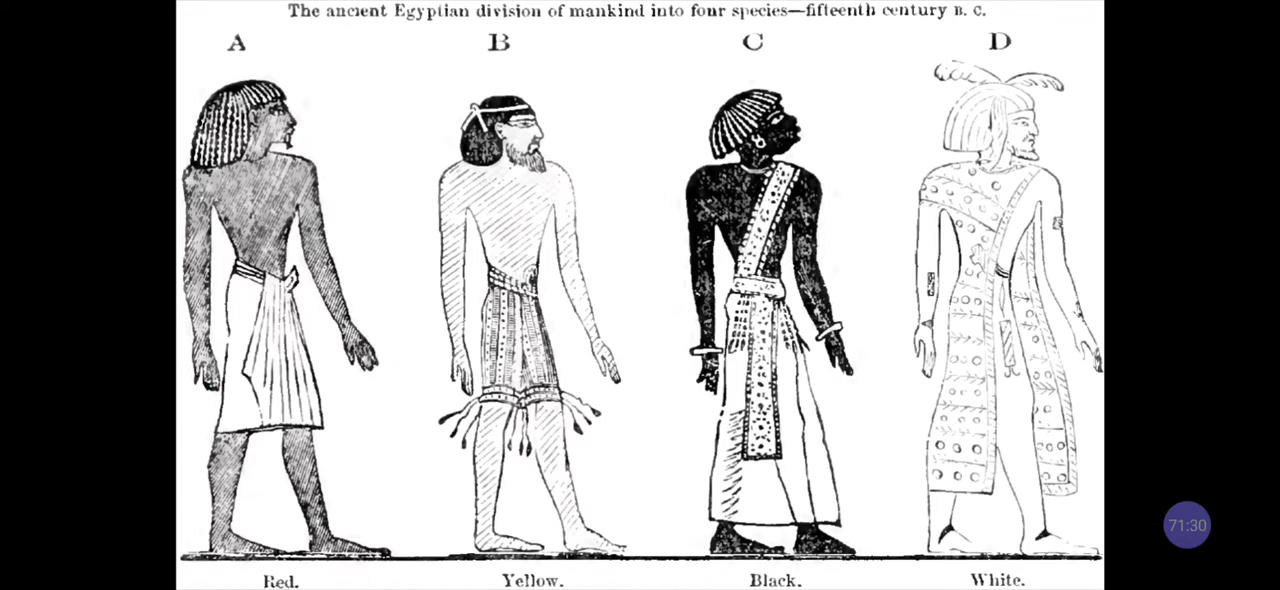 The ancient Egyptian division of mankind into four species—fifteenth century B. C.
A B C D
Red. Yellow. Black. White.
71:30